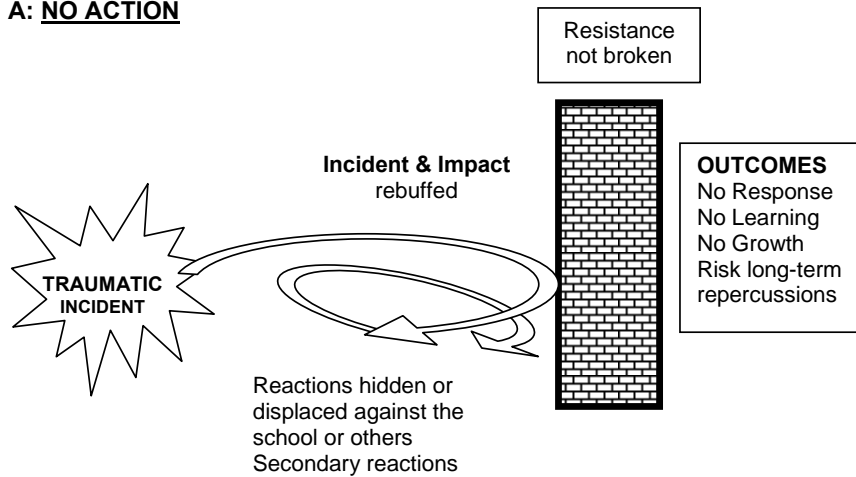 A: NO ACTION
Resistance
not broken
Incident & Impact
rebuffed
OUTCOMES
No Response
No Learning
No Growth
Risk long-term
repercussions
TRAUMATIC
INCIDENT
Reactions hidden or
displaced against the
school or others
Secondary reactions